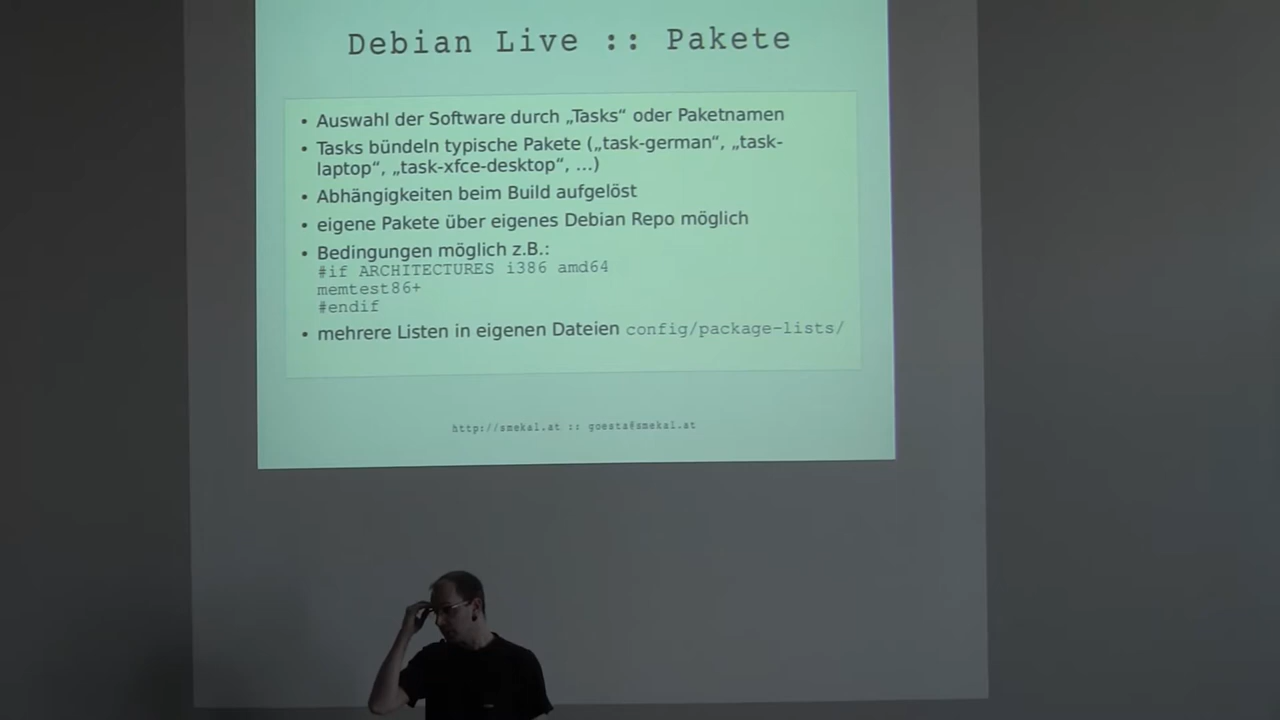 Debian Live :: Pakete
• Auswahl der Software durch „Tasks“ oder Paketnamen
• Tasks bündeln typische Pakete („task-german“, „task-
laptop“, „task-xfce-desktop“, ...)
• Abhängigkeiten beim Build aufgelöst
• eigene Pakete über eigenes Debian Repo möglich
• Bedingungen möglich z.B.:
#if ARCHITECTURES i386 amd64
memtest86+
#endif
• mehrere Listen in eigenen Dateien config/package-lists/
http://smekal.at :: goesta@smekal.at